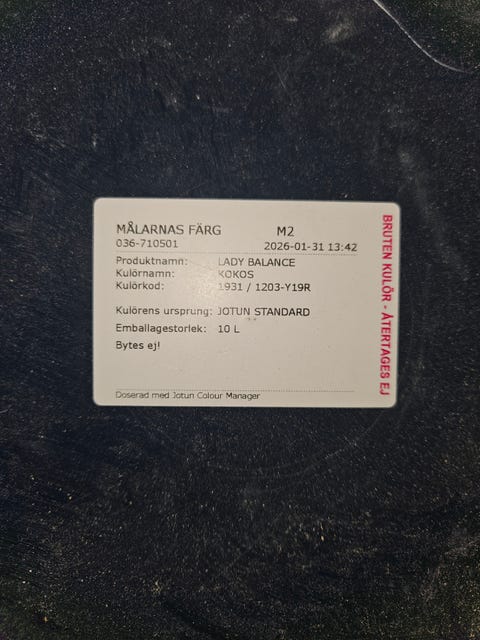 MÅLARNAS FÄRG M2
036-710501 2026-01-31 13:42
Produktnamn: LADY BALANCE
Kulörnamn: KOKOS
Kulörkod: 1931 / 1203-Y19R
Kulörens ursprung: JOTUN STANDARD
Emballagestorlek: 10 L
Bytes ej!
Doserad med Jotun Colour Manager
BRUTEN KULÖR - ÅTERTAGES EJ